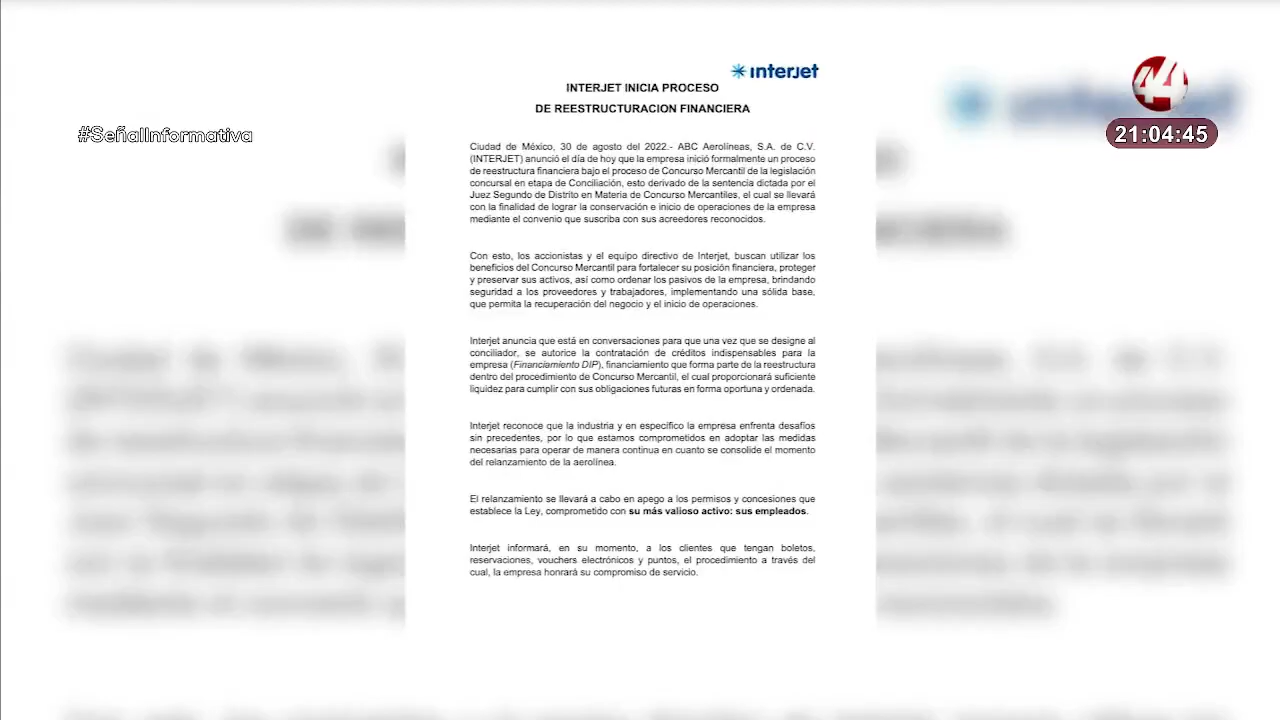 interjet
INTERJET INICIA PROCESO
DE REESTRUCTURACION FINANCIERA
44
#SeñalInformativa
21:04:45
Ciudad de México, 30 de agosto del 2022.- ABC Aerolíneas, S.A. de C.V.
(INTERJET) anunció el día de hoy que la empresa inició formalmente un proceso
de reestructura financiera bajo el proceso de Concurso Mercantil de la legislación
concursal en etapa de Conciliación, esto derivado de la sentencia dictada por el
Juez Segundo de Distrito en Materia de Concurso Mercantiles, el cual se llevará
con la finalidad de lograr la conservación e inicio de operaciones de la empresa
mediante el convenio que suscriba con sus acreedores reconocidos.
Con esto, los accionistas y el equipo directivo de Interjet, buscan utilizar los
beneficios del Concurso Mercantil para fortalecer su posición financiera, proteger
y preservar sus activos, así como ordenar los pasivos de la empresa, brindando
seguridad a los proveedores y trabajadores, implementando una sólida base,
que permita la recuperación del negocio y el inicio de operaciones.
Interjet anuncia que está en conversaciones para que una vez que se designe al
conciliador, se autorice la contratación de créditos indispensables para la
empresa (Financiamiento DIP), financiamiento que forma parte de la reestructura
dentro del procedimiento de Concurso Mercantil, el cual proporcionará suficiente
liquidez para cumplir con sus obligaciones futuras en forma oportuna y ordenada.
Interjet reconoce que la industria y en específico la empresa enfrenta desafíos
sin precedentes, por lo que estamos comprometidos en adoptar las medidas
necesarias para operar de manera continua en cuanto se consolide el momento
del relanzamiento de la aerolínea.
El relanzamiento se llevará a cabo en apego a los permisos y concesiones que
establece la Ley, comprometido con su más valioso activo: sus empleados.
Interjet informará, en su momento, a los clientes que tengan boletos,
reservaciones, vouchers electrónicos y puntos, el procedimiento a través del
cual, la empresa honrará su compromiso de servicio.